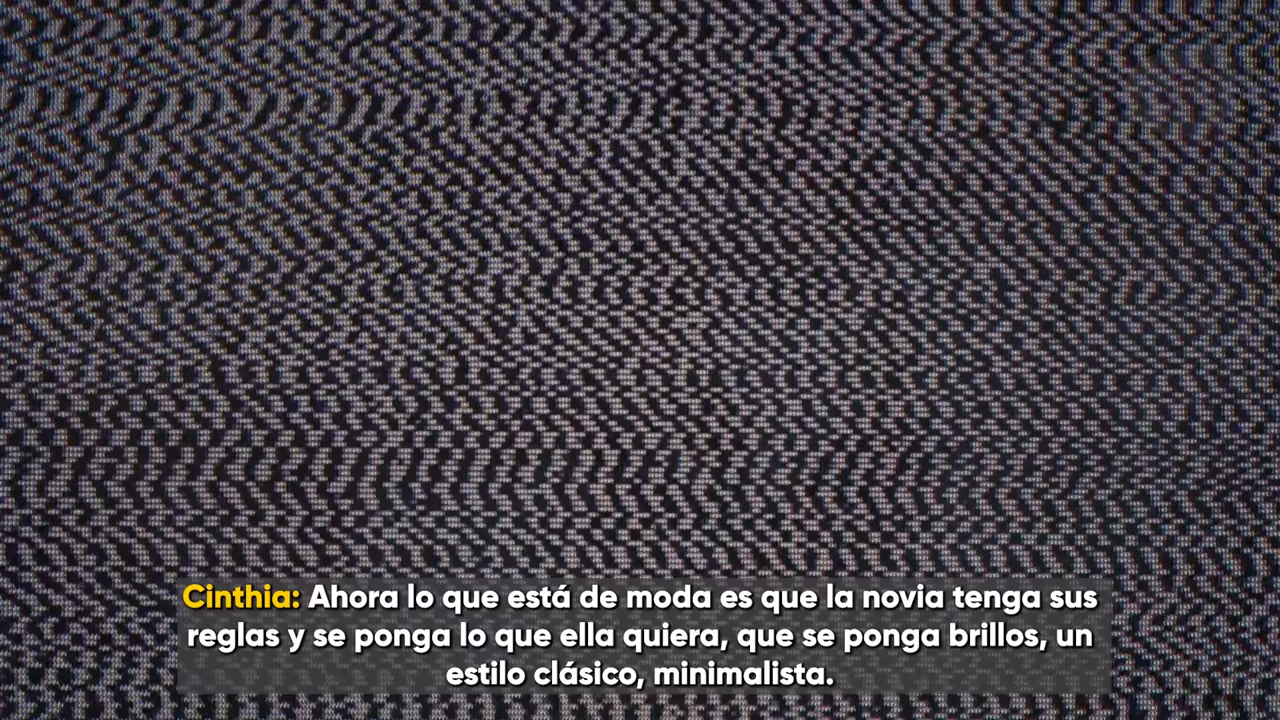 Cinthia: Ahora lo que está de moda es que la novia tenga sus
reglas y se ponga lo que ella quiera, que se ponga brillos, un
estilo clásico, minimalista.